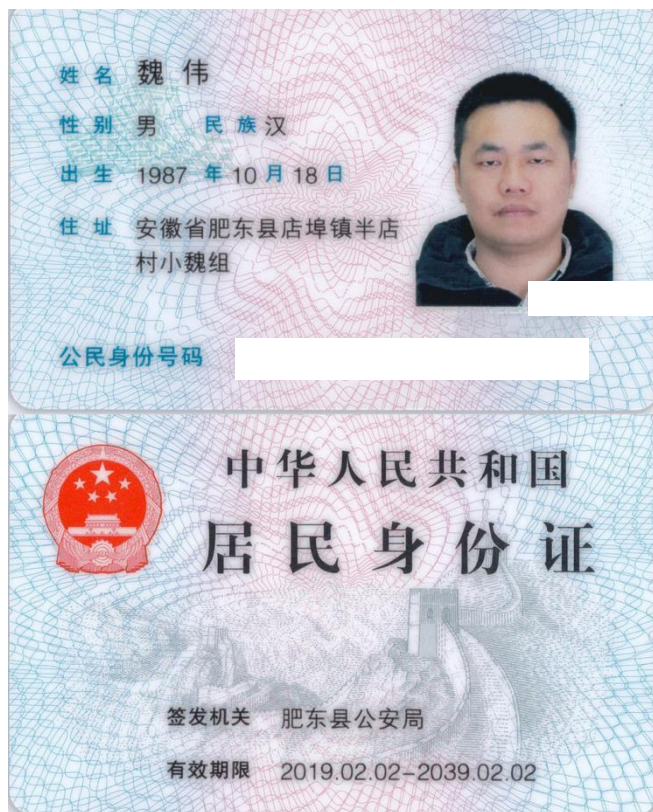 姓名 魏伟
性别 男 民族 汉
出生 1987 年 10 月 18 日
住址 安徽省肥东县店埠镇半店
村小魏组
公民身份号码
中华人民共和国
居民身份证
签发机关 肥东县公安局
有效期限 2019.02.02-2039.02.02